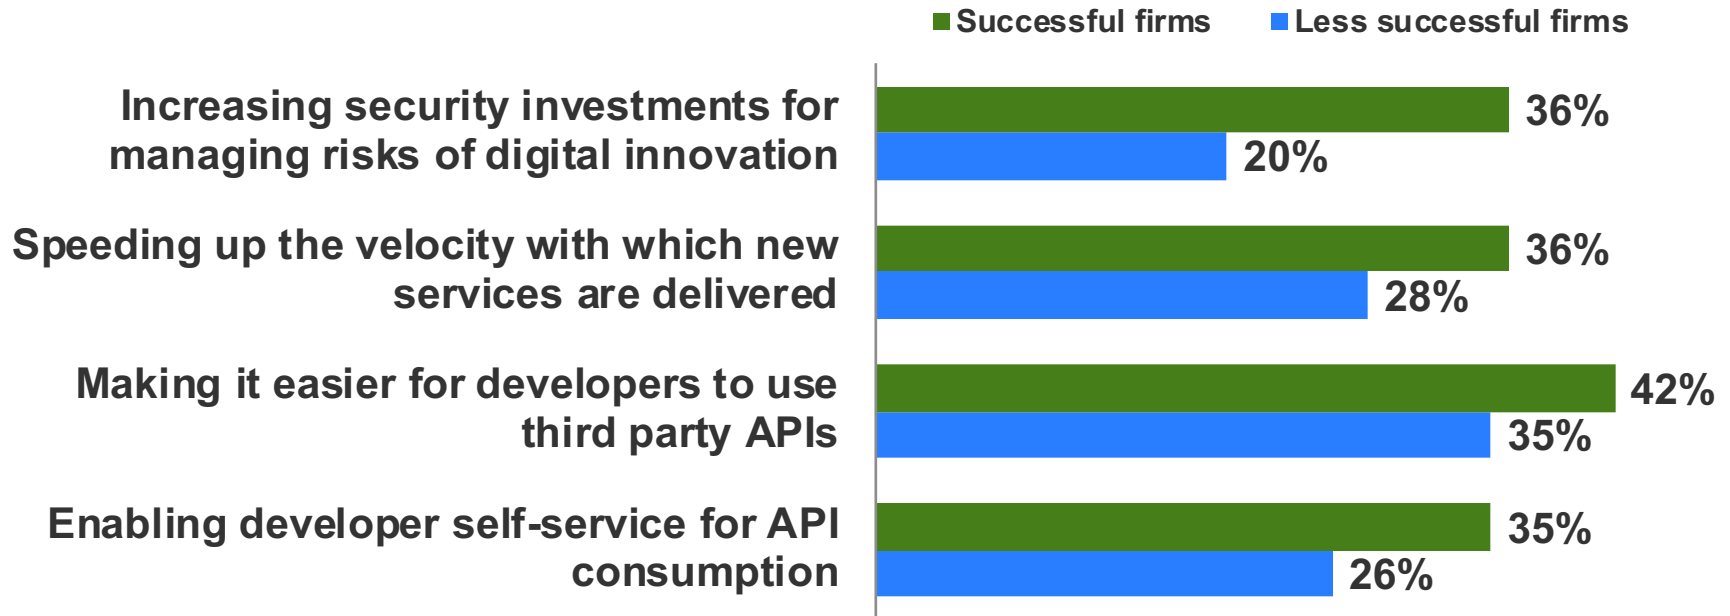 Successful firms
Less successful firms
Increasing security investments for
managing risks of digital innovation
36%
20%
Speeding up the velocity with which new
services are delivered
36%
28%
Making it easier for developers to use
third party APIs
42%
35%
Enabling developer self-service for API
consumption
35%
26%